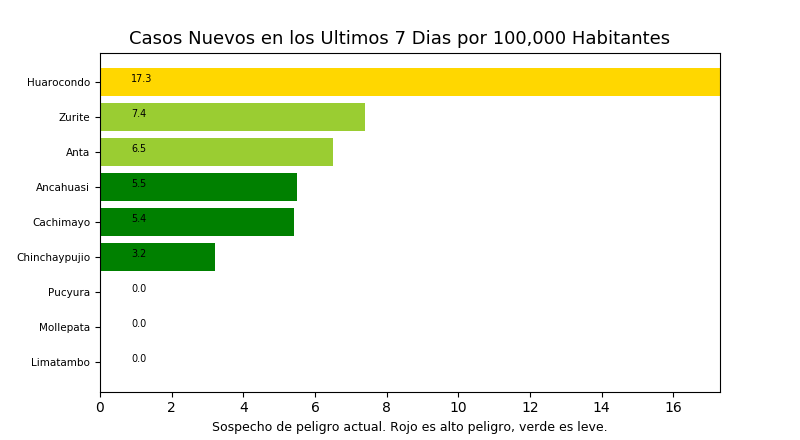 Casos Nuevos en los Ultimos 7 Dias por 100,000 Habitantes
Huarocondo 17.3
Zurite 7.4
Anta 6.5
Ancahuasi 5.5
Cachimayo 5.4
Chinchaypujio 3.2
Pucyura 0.0
Mollepata 0.0
Limatambo 0.0
0 2 4 6 8 10 12 14 16
Sospecho de peligro actual. Rojo es alto peligro, verde es leve.